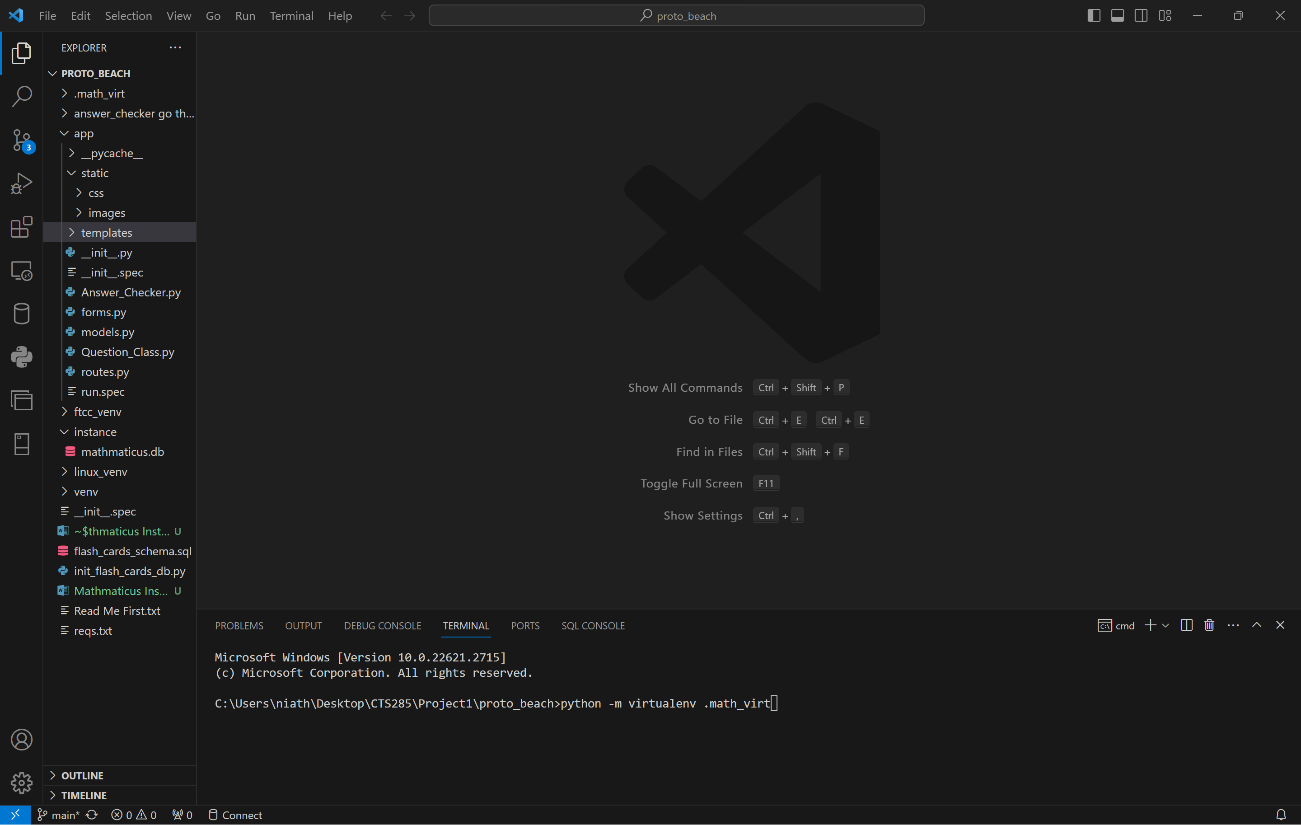 File Edit Selection View Go Run Terminal Help
proto_beach
EXPLORER
PROTO_BEACH
.math_virt
answer_checker go th...
app
__pycache__
static
css
images
templates
__init__.py
__init__.spec
Answer_Checker.py
forms.py
models.py
Question_Class.py
routes.py
run.spec
ftcc_venv
instance
mathmaticus.db
linux_venv
venv
__init__.spec
~$thmaticus Inst... U
flash_cards_schema.sql
init_flash_cards_db.py
Mathmaticus Ins... U
Read Me First.txt
reqs.txt
OUTLINE
TIMELINE
3
Show All Commands Ctrl + Shift + P
Go to File Ctrl + E Ctrl + E
Find in Files Ctrl + Shift + F
Toggle Full Screen F11
Show Settings Ctrl + ,
PROBLEMS OUTPUT DEBUG CONSOLE TERMINAL PORTS SQL CONSOLE
cmd
Microsoft Windows [Version 10.0.22621.2715]
(c) Microsoft Corporation. All rights reserved.
C:\Users\niath\Desktop\CTS285\Project1\proto_beach>python -m virtualenv .math_virt
main* 0 0 0 Connect